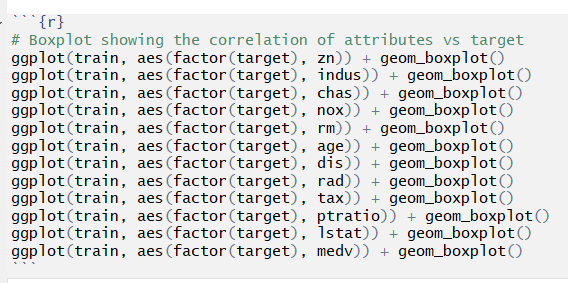 ```{r}
# Boxplot showing the correlation of attributes vs target
ggplot(train, aes(factor(target), zn)) + geom_boxplot()
ggplot(train, aes(factor(target), indus)) + geom_boxplot()
ggplot(train, aes(factor(target), chas)) + geom_boxplot()
ggplot(train, aes(factor(target), nox)) + geom_boxplot()
ggplot(train, aes(factor(target), rm)) + geom_boxplot()
ggplot(train, aes(factor(target), age)) + geom_boxplot()
ggplot(train, aes(factor(target), dis)) + geom_boxplot()
ggplot(train, aes(factor(target), rad)) + geom_boxplot()
ggplot(train, aes(factor(target), tax)) + geom_boxplot()
ggplot(train, aes(factor(target), ptratio)) + geom_boxplot()
ggplot(train, aes(factor(target), lstat)) + geom_boxplot()
ggplot(train, aes(factor(target), medv)) + geom_boxplot()
```